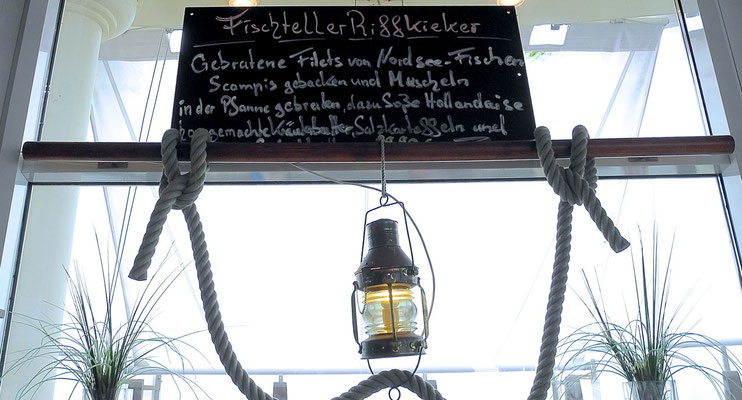 Fischteller Riffkieker
Gebratene Filets von Nordsee-Fischen
Scampis gebacken und Muscheln
in der Pfanne gebraten, dazu Soße Hollandaise
hausgemachte Kräuterbutter, Salzkartoffeln und